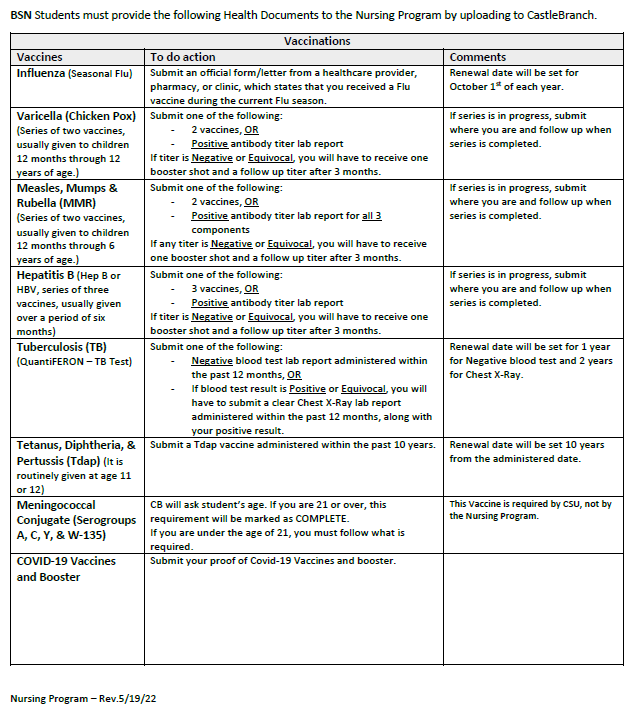 BSN Students must provide the following Health Documents to the Nursing Program by uploading to CastleBranch.
Vaccinations
Vaccines
To do action
Comments
Influenza (Seasonal Flu)
Submit an official form/letter from a healthcare provider,
pharmacy, or clinic, which states that you received a Flu
vaccine during the current Flu season.
Renewal date will be set for
October 1st of each year.
Varicella (Chicken Pox)
(Series of two vaccines,
usually given to children
12 months through 12
years of age.)
Submit one of the following:
- 2 vaccines, OR
- Positive antibody titer lab report
If titer is Negative or Equivocal, you will have to receive one
booster shot and a follow up titer after 3 months.
If series is in progress, submit
where you are and follow up when
series is completed.
Measles, Mumps &
Rubella (MMR)
(Series of two vaccines,
usually given to children
12 months through 6
years of age.)
Submit one of the following:
- 2 vaccines, OR
- Positive antibody titer lab report for all 3
components
If any titer is Negative or Equivocal, you will have to receive
one booster shot and a follow up titer after 3 months.
If series is in progress, submit
where you are and follow up when
series is completed.
Hepatitis B (Hep B or
HBV, series of three
vaccines, usually given
over a period of six
months)
Submit one of the following:
- 3 vaccines, OR
- Positive antibody titer lab report
If titer is Negative or Equivocal, you will have to receive one
booster shot and a follow up titer after 3 months.
If series is in progress, submit
where you are and follow up when
series is completed.
Tuberculosis (TB)
(QuantiFERON – TB Test)
Submit one of the following:
- Negative blood test lab report administered within
the past 12 months, OR
- If blood test result is Positive or Equivocal, you will
have to submit a clear Chest X-Ray lab report
administered within the past 12 months, along with
your positive result.
Renewal date will be set for 1 year
for Negative blood test and 2 years
for Chest X-Ray.
Tetanus, Diphtheria, &
Pertussis (Tdap) (It is
routinely given at age 11
or 12)
Submit a Tdap vaccine administered within the past 10 years.
Renewal date will be set 10 years
from the administered date.
Meningococcal
Conjugate (Serogroups
A, C, Y, & W-135)
CB will ask student's age. If you are 21 or over, this
requirement will be marked as COMPLETE.
If you are under the age of 21, you must follow what is
required.
This Vaccine is required by CSU, not by
the Nursing Program.
COVID-19 Vaccines
and Booster
Submit your proof of Covid-19 Vaccines and booster.
Nursing Program – Rev.5/19/22